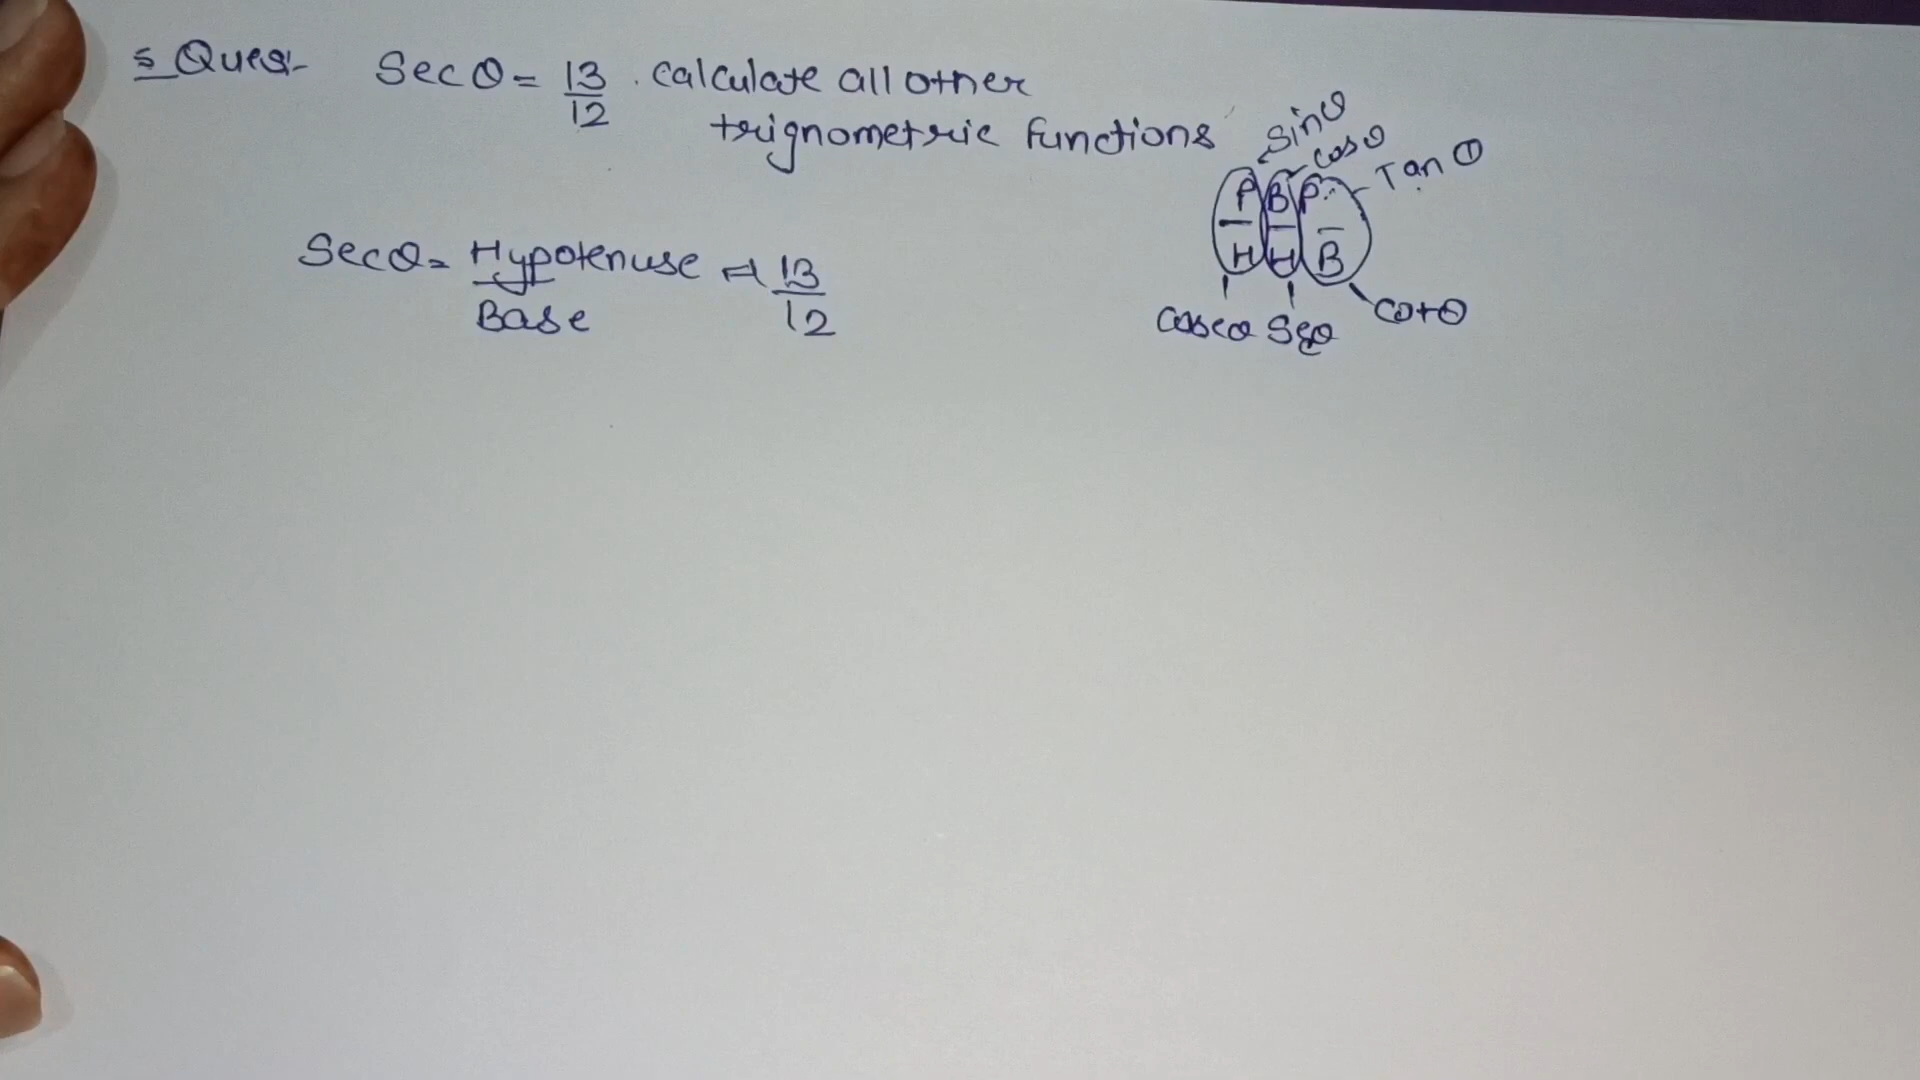 5 Ques:- Secθ = 13/12 . calculate all other
trignometric functions
Sinθ
cosθ
Tanθ
P B P
H H B
Secθ = Hypotenuse ⇒ 13
Base 12
cosecθ Secθ cotθ